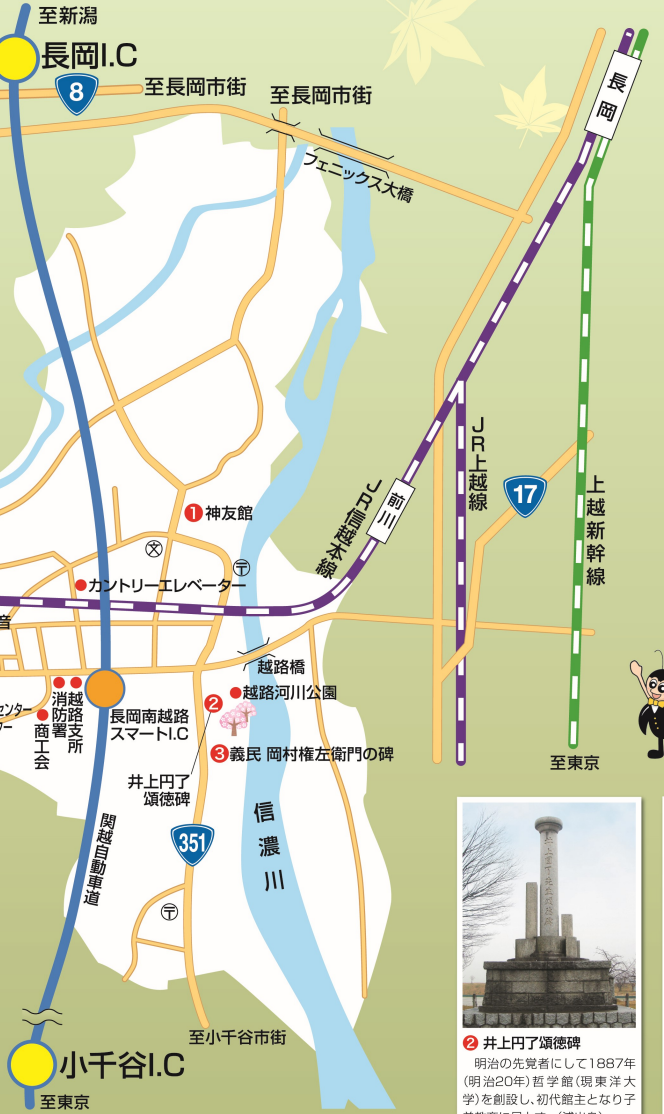 至新潟
長岡I.C
8
至長岡市街
至長岡市街
長岡
フェニックス大橋
JR上越線
17
上越新幹線
前川
JR信越本線
❶神友館
文
〒
カントリーエレベーター
音
越路橋
越路河川公園
❷
センター
ター
商工会
消防署
越路支所
長岡南越路
スマートI.C
❸義民 岡村権左衛門の碑
井上円了
頌徳碑
至東京
信濃川
351
関越自動車道
〒
至小千谷市街
小千谷I.C
至東京
❷ 井上円了頌徳碑
明治の先覚者にして1887年
(明治20年)哲学館(現東洋大
学)を創設し、初代館主となり子